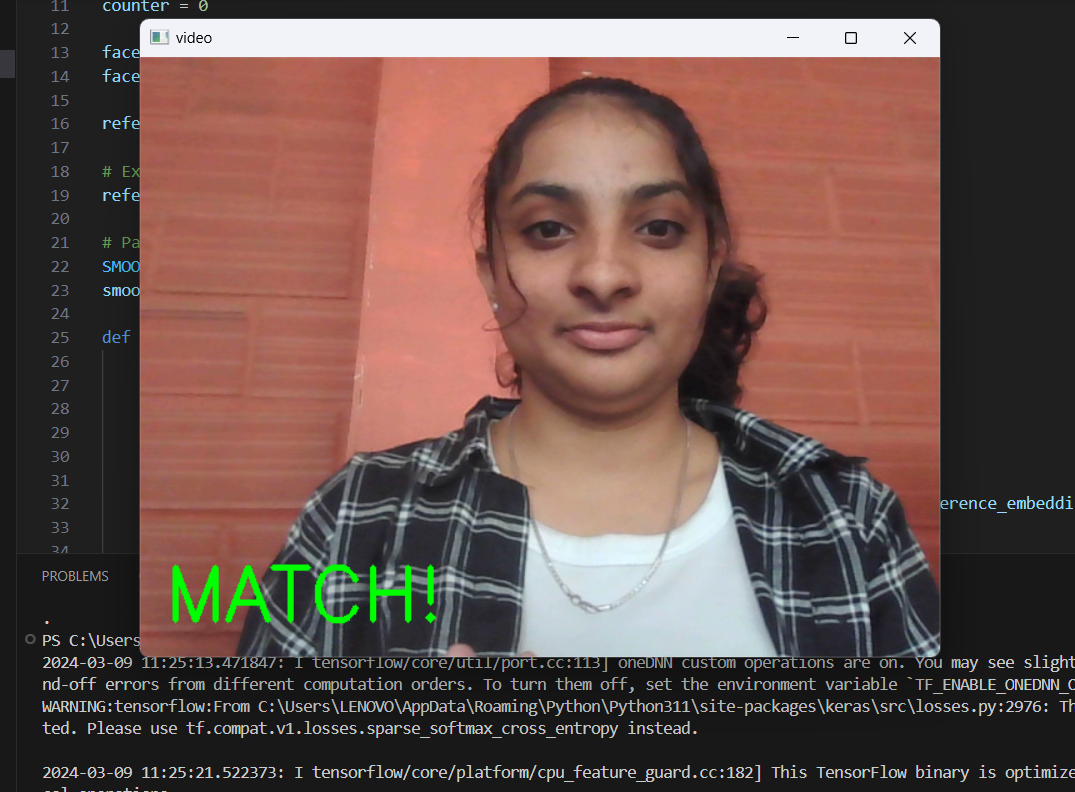 11 counter = 0
video
12
13 face
14 face
15
16 refe
17
18 # Ex
19 refe
20
21 # Pa
22 SMOO
23 smoo
24
25 def
26
27
28
29
30
31
32 erence_embeddi
33
34
MATCH!
PROBLEMS
.
PS C:\Users
2024-03-09 11:25:13.471847: I tensorflow/core/util/port.cc:113] oneDNN custom operations are on. You may see slight
nd-off errors from different computation orders. To turn them off, set the environment variable `TF_ENABLE_ONEDNN_O
WARNING:tensorflow:From C:\Users\LENOVO\AppData\Roaming\Python\Python311\site-packages\keras\src\losses.py:2976: Th
ted. Please use tf.compat.v1.losses.sparse_softmax_cross_entropy instead.
2024-03-09 11:25:21.522373: I tensorflow/core/platform/cpu_feature_guard.cc:182] This TensorFlow binary is optimize